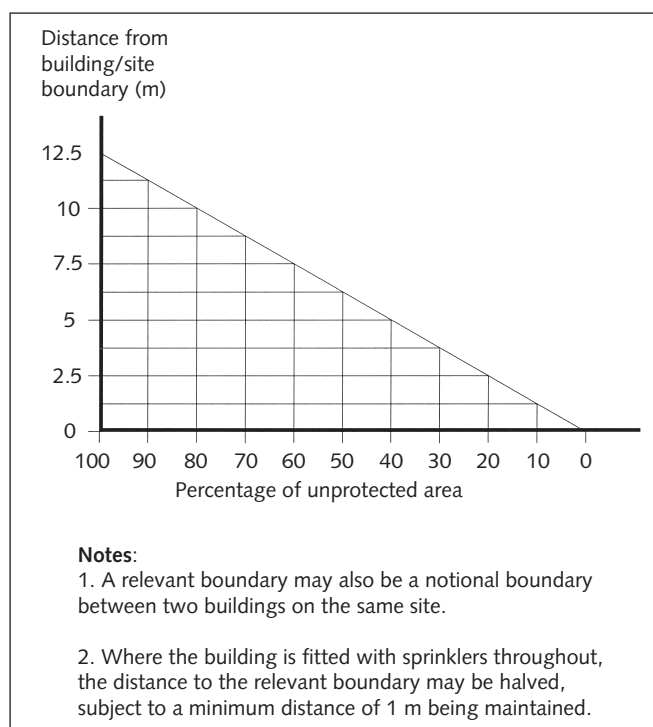 Distance from
building/site
boundary (m)
12.5
10
7.5
5
2.5
0
100 90 80 70 60 50 40 30 20 10 0
Percentage of unprotected area
Notes:
1. A relevant boundary may also be a notional boundary
between two buildings on the same site.
2. Where the building is fitted with sprinklers throughout,
the distance to the relevant boundary may be halved,
subject to a minimum distance of 1 m being maintained.